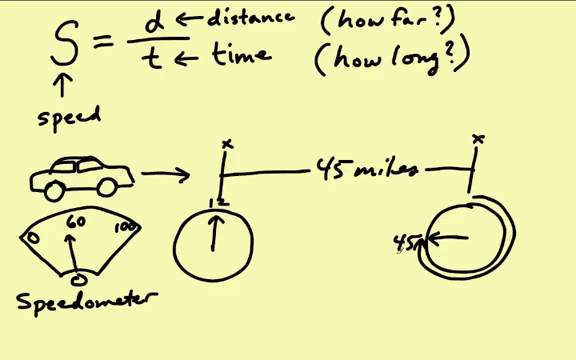 S = d ← distance (how far?)
t ← time (how long?)
speed
x x
45 miles
12
0 60 100
45
Speedometer